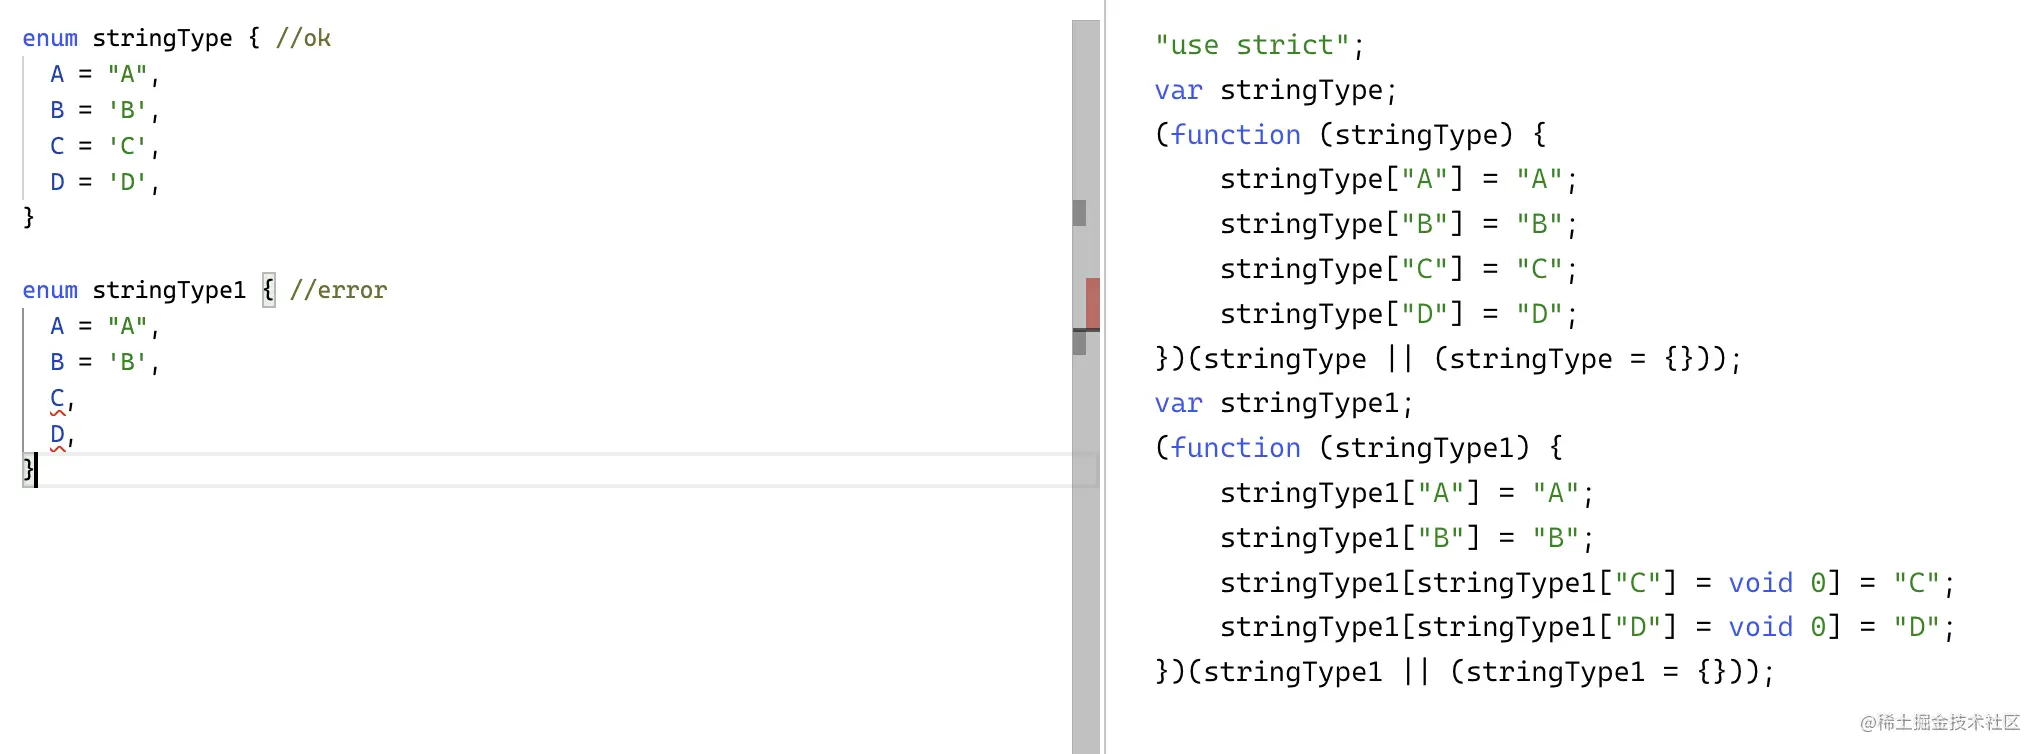 enum stringType { //ok
  A = "A",
  B = 'B',
  C = 'C',
  D = 'D',
}
enum stringType1 { //error
  A = "A",
  B = 'B',
  C,
  D,
}
"use strict";
var stringType;
(function (stringType) {
    stringType["A"] = "A";
    stringType["B"] = "B";
    stringType["C"] = "C";
    stringType["D"] = "D";
})(stringType || (stringType = {}));
var stringType1;
(function (stringType1) {
    stringType1["A"] = "A";
    stringType1["B"] = "B";
    stringType1[stringType1["C"] = void 0] = "C";
    stringType1[stringType1["D"] = void 0] = "D";
})(stringType1 || (stringType1 = {}));
@稀土掘金技术社区